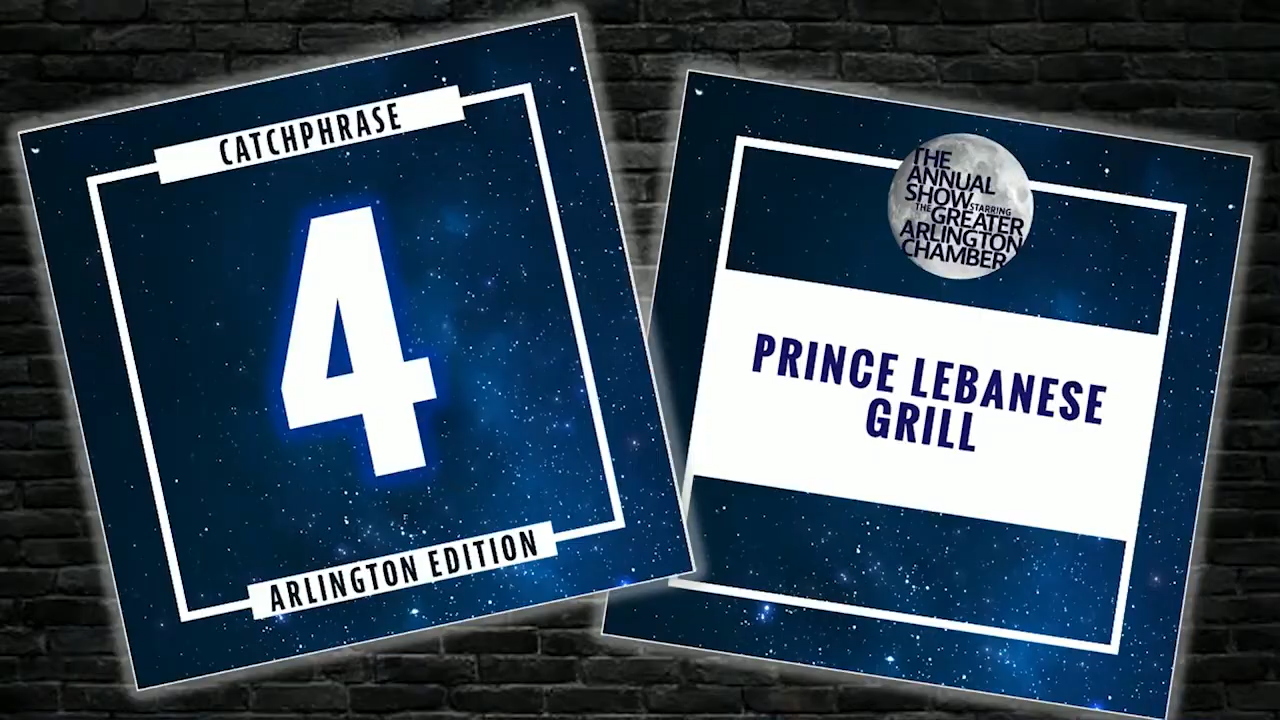 CATCHPHRASE
4
ARLINGTON EDITION
THE
ANNUAL
SHOW STARRING
THE GREATER
ARLINGTON
CHAMBER
PRINCE LEBANESE
GRILL